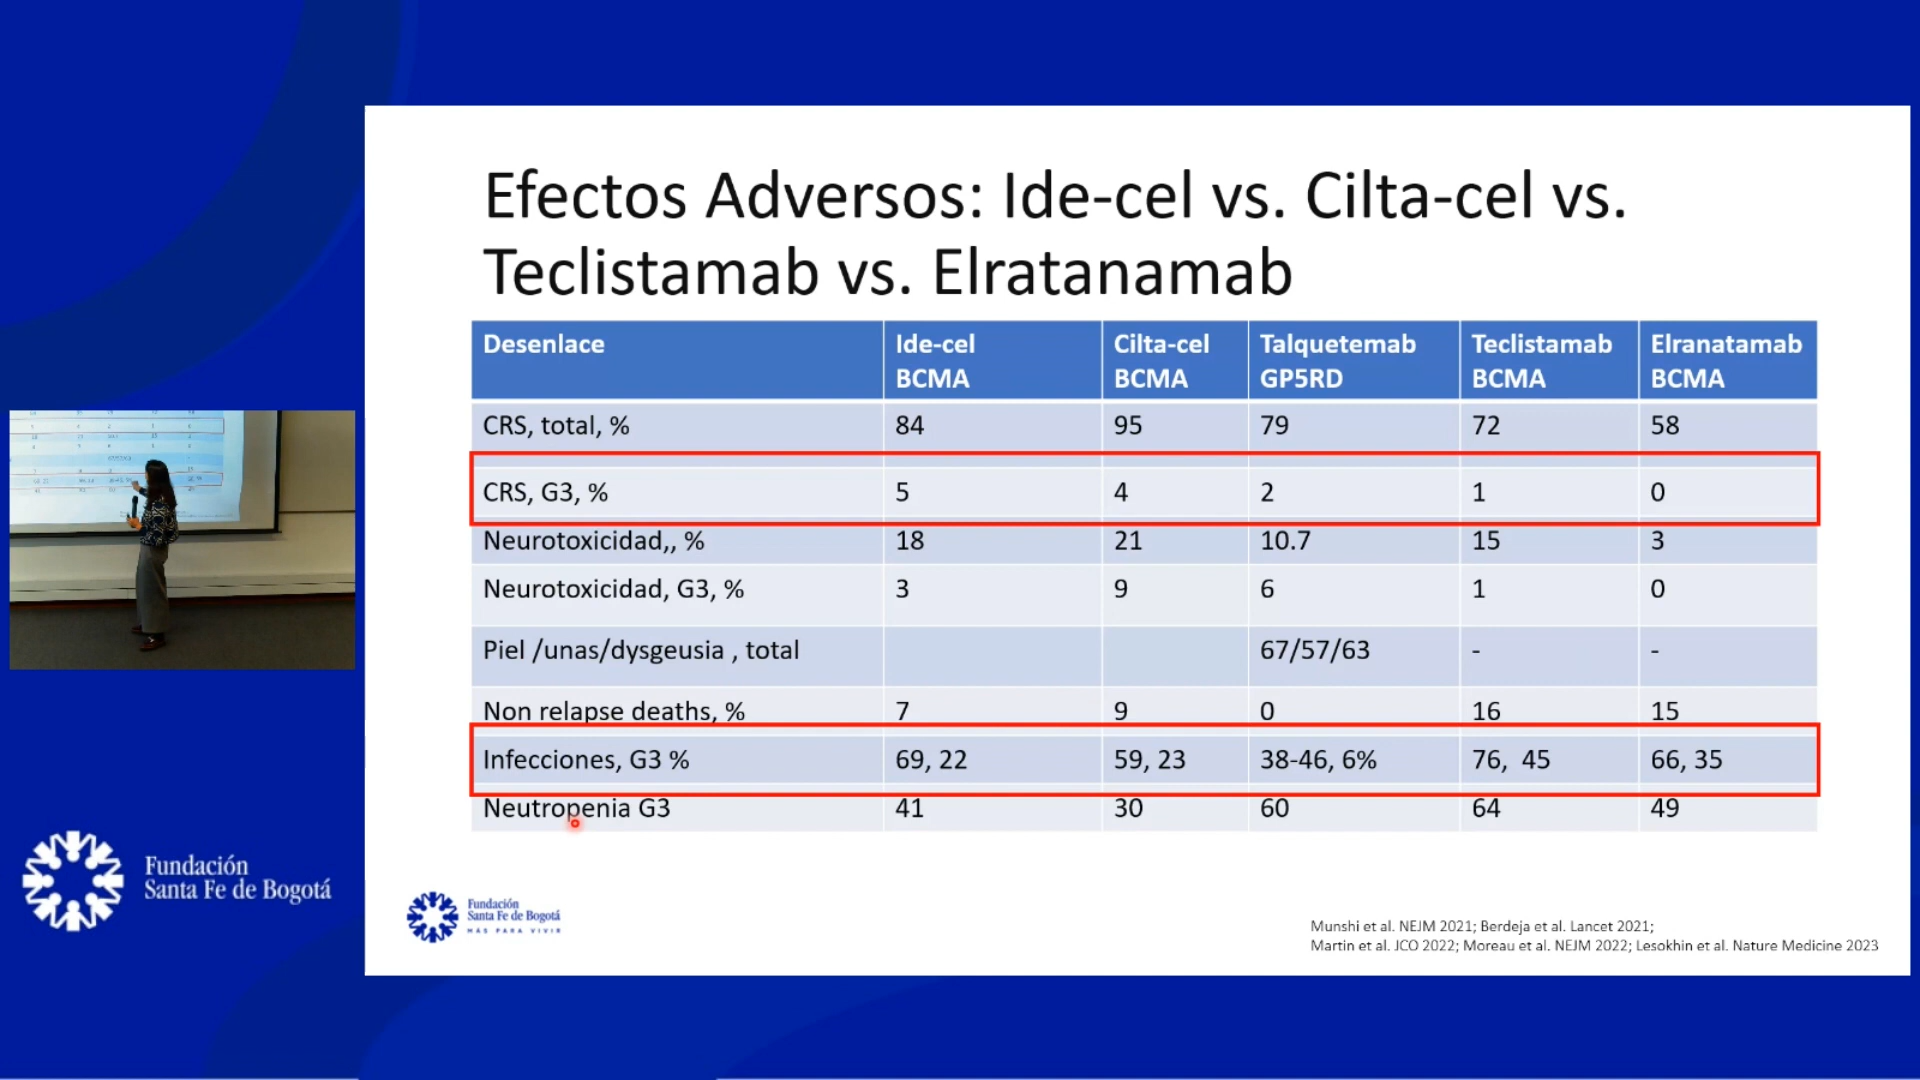 Efectos Adversos: Ide-cel vs. Cilta-cel vs.
Teclistamab vs. Elratanamab
Desenlace Ide-cel BCMA Cilta-cel BCMA Talquetemab GP5RD Teclistamab BCMA Elranatamab BCMA
CRS, total, % 84 95 79 72 58
CRS, G3, % 5 4 2 1 0
Neurotoxicidad,, % 18 21 10.7 15 3
Neurotoxicidad, G3, % 3 9 6 1 0
Piel /unas/dysgeusia , total 67/57/63 - -
Non relapse deaths, % 7 9 0 16 15
Infecciones, G3 % 69, 22 59, 23 38-46, 6% 76, 45 66, 35
Neutropenia G3 41 30 60 64 49
Fundación
Santa Fe de Bogotá
Fundación
Santa Fe de Bogotá
MÁS PARA VIVIR
Munshi et al. NEJM 2021; Berdeja et al. Lancet 2021;
Martin et al. JCO 2022; Moreau et al. NEJM 2022; Lesokhin et al. Nature Medicine 2023